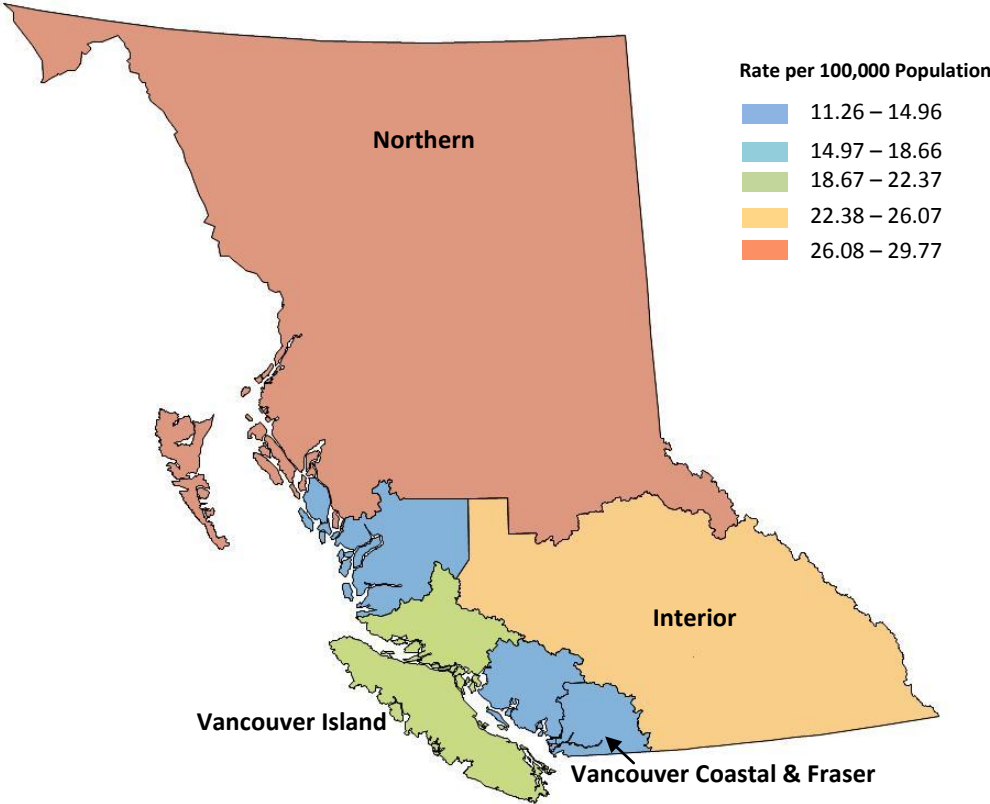 Rate per 100,000 Population
11.26 – 14.96
14.97 – 18.66
18.67 – 22.37
22.38 – 26.07
26.08 – 29.77
Northern
Interior
Vancouver Island
Vancouver Coastal & Fraser